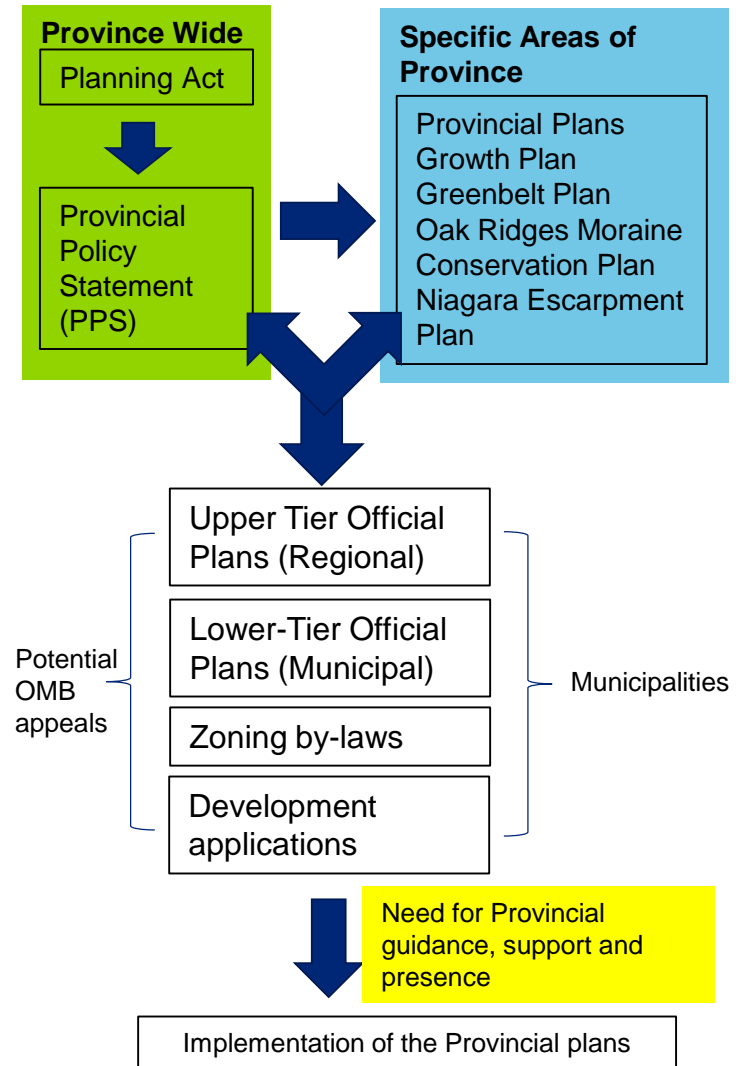 Province Wide
Planning Act
Provincial
Policy
Statement
(PPS)
Specific Areas of
Province
Provincial Plans
Growth Plan
Greenbelt Plan
Oak Ridges Moraine
Conservation Plan
Niagara Escarpment
Plan
Upper Tier Official
Plans (Regional)
Lower-Tier Official
Plans (Municipal)
Zoning by-laws
Development
applications
Potential
OMB
appeals
Municipalities
Need for Provincial
guidance, support and
presence
Implementation of the Provincial plans